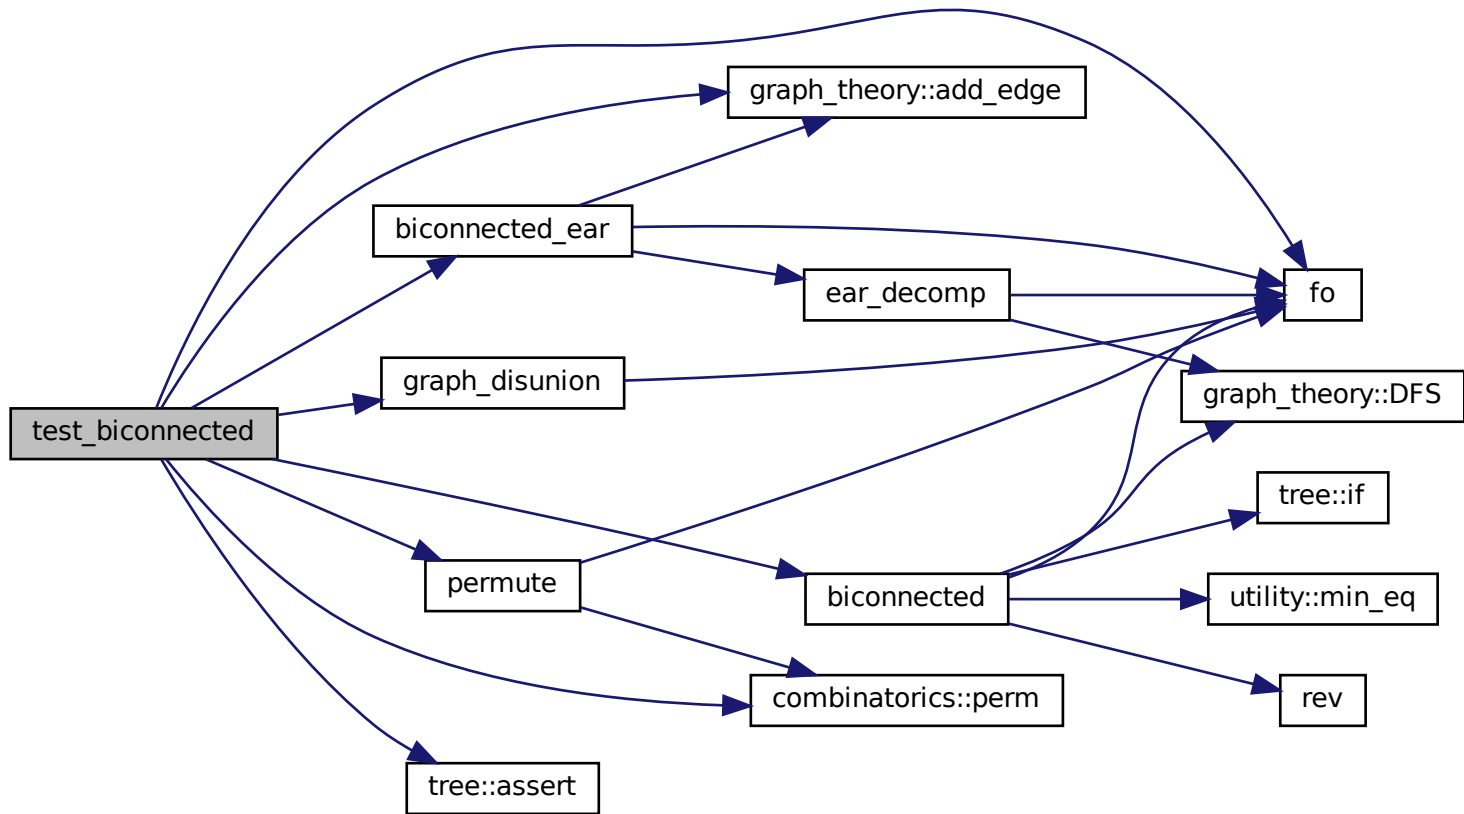 graph_theory::add_edge
biconnected_ear
ear_decomp
fo
graph_disunion
graph_theory::DFS
test_biconnected
tree::if
permute
biconnected
utility::min_eq
combinatorics::perm
rev
tree::assert